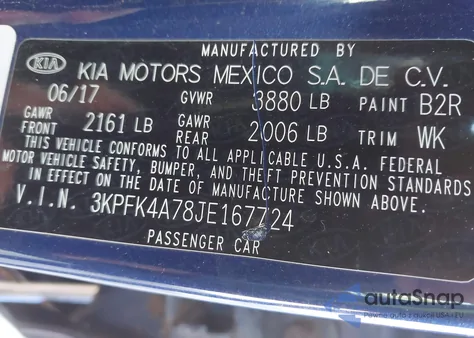 MANUFACTURED BY
KIA KIA MOTORS MEXICO S.A. DE C.V.
06/17 GVWR 3880 LB PAINT B2R
GAWR FRONT 2161 LB GAWR REAR 2006 LB TRIM WK
THIS VEHICLE CONFORMS TO ALL APPLICABLE U.S.A. FEDERAL
MOTOR VEHICLE SAFETY, BUMPER, AND THEFT PREVENTION STANDARDS
IN EFFECT ON THE DATE OF MANUFACTURE SHOWN ABOVE.
V.I.N. 3KPFK4A78JE167724
PASSENGER CAR
autoSnap